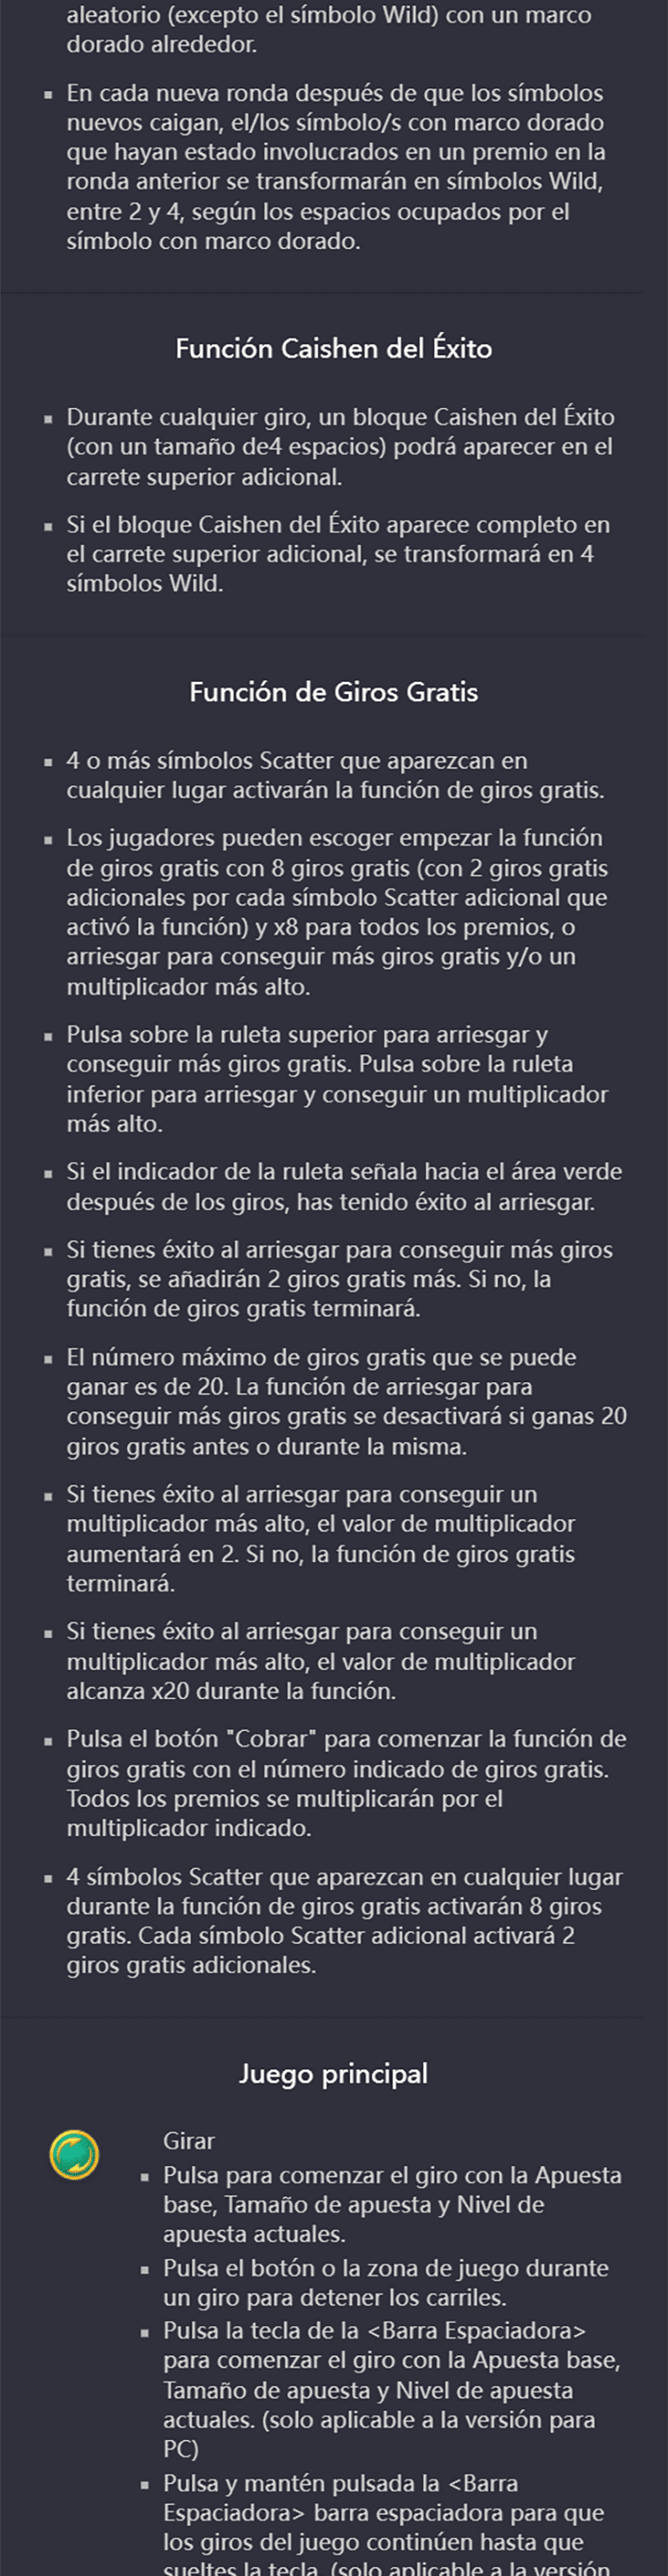 aleatorio (excepto el símbolo Wild) con un marco
dorado alrededor.
En cada nueva ronda después de que los símbolos
nuevos caigan, el/los símbolo/s con marco dorado
que hayan estado involucrados en un premio en la
ronda anterior se transformarán en símbolos Wild,
entre 2 y 4, según los espacios ocupados por el
símbolo con marco dorado.
Función Caishen del Éxito
Durante cualquier giro, un bloque Caishen del Éxito
(con un tamaño de4 espacios) podrá aparecer en el
carrete superior adicional.
Si el bloque Caishen del Éxito aparece completo en
el carrete superior adicional, se transformará en 4
símbolos Wild.
Función de Giros Gratis
4 o más símbolos Scatter que aparezcan en
cualquier lugar activarán la función de giros gratis.
Los jugadores pueden escoger empezar la función
de giros gratis con 8 giros gratis (con 2 giros gratis
adicionales por cada símbolo Scatter adicional que
activó la función) y x8 para todos los premios, o
arriesgar para conseguir más giros gratis y/o un
multiplicador más alto.
Pulsa sobre la ruleta superior para arriesgar y
conseguir más giros gratis. Pulsa sobre la ruleta
inferior para arriesgar y conseguir un multiplicador
más alto.
Si el indicador de la ruleta señala hacia el área verde
después de los giros, has tenido éxito al arriesgar.
Si tienes éxito al arriesgar para conseguir más giros
gratis, se añadirán 2 giros gratis más. Si no, la
función de giros gratis terminará.
El número máximo de giros gratis que se puede
ganar es de 20. La función de arriesgar para
conseguir más giros gratis se desactivará si ganas 20
giros gratis antes o durante la misma.
Si tienes éxito al arriesgar para conseguir un
multiplicador más alto, el valor de multiplicador
aumentará en 2. Si no, la función de giros gratis
terminará.
Si tienes éxito al arriesgar para conseguir un
multiplicador más alto, el valor de multiplicador
alcanza x20 durante la función.
Pulsa el botón "Cobrar" para comenzar la función de
giros gratis con el número indicado de giros gratis.
Todos los premios se multiplicarán por el
multiplicador indicado.
4 símbolos Scatter que aparezcan en cualquier lugar
durante la función de giros gratis activarán 8 giros
gratis. Cada símbolo Scatter adicional activará 2
giros gratis adicionales.
Juego principal
Girar
Pulsa para comenzar el giro con la Apuesta
base, Tamaño de apuesta y Nivel de
apuesta actuales.
Pulsa el botón o la zona de juego durante
un giro para detener los carriles.
Pulsa la tecla de la <Barra Espaciadora>
para comenzar el giro con la Apuesta base,
Tamaño de apuesta y Nivel de apuesta
actuales. (solo aplicable a la versión para
PC)
Pulsa y mantén pulsada la <Barra
Espaciadora> barra espaciadora para que
los giros del juego continúen hasta que
sueltes la tecla. (solo aplicable a la versión